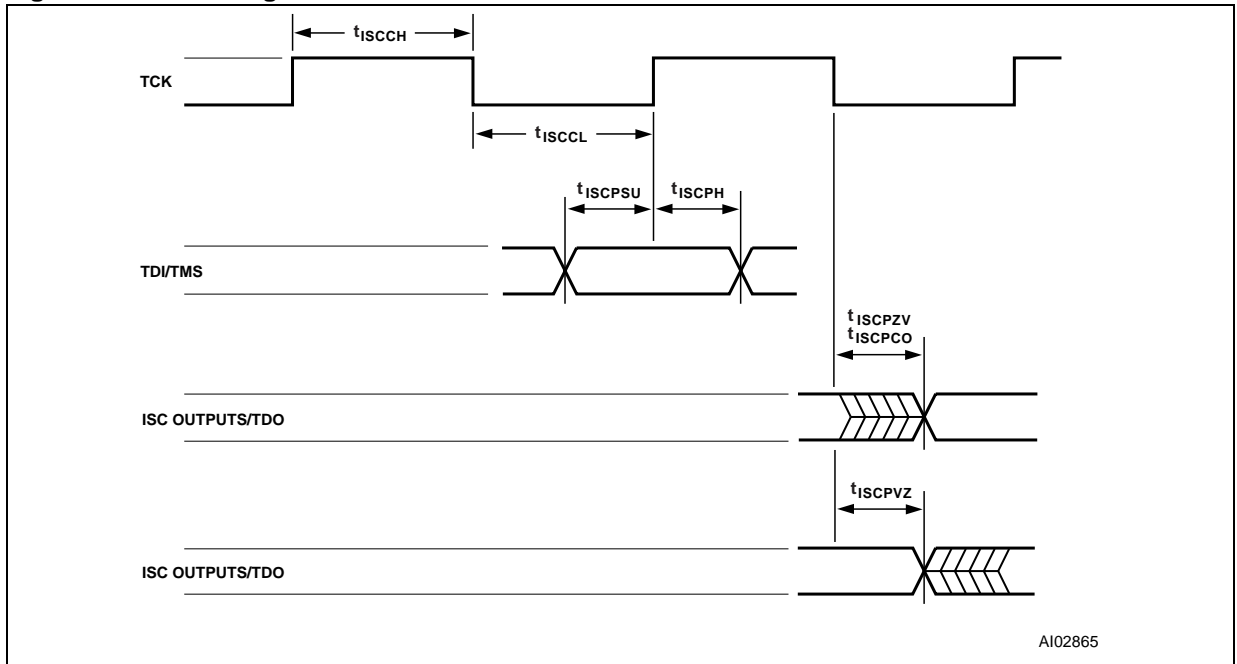 tISCCH
TCK
tISCCL
tISCPSU
tISCPH
TDI/TMS
tISCPZV
tISCPCO
ISC OUTPUTS/TDO
tISCPVZ
ISC OUTPUTS/TDO
AI02865